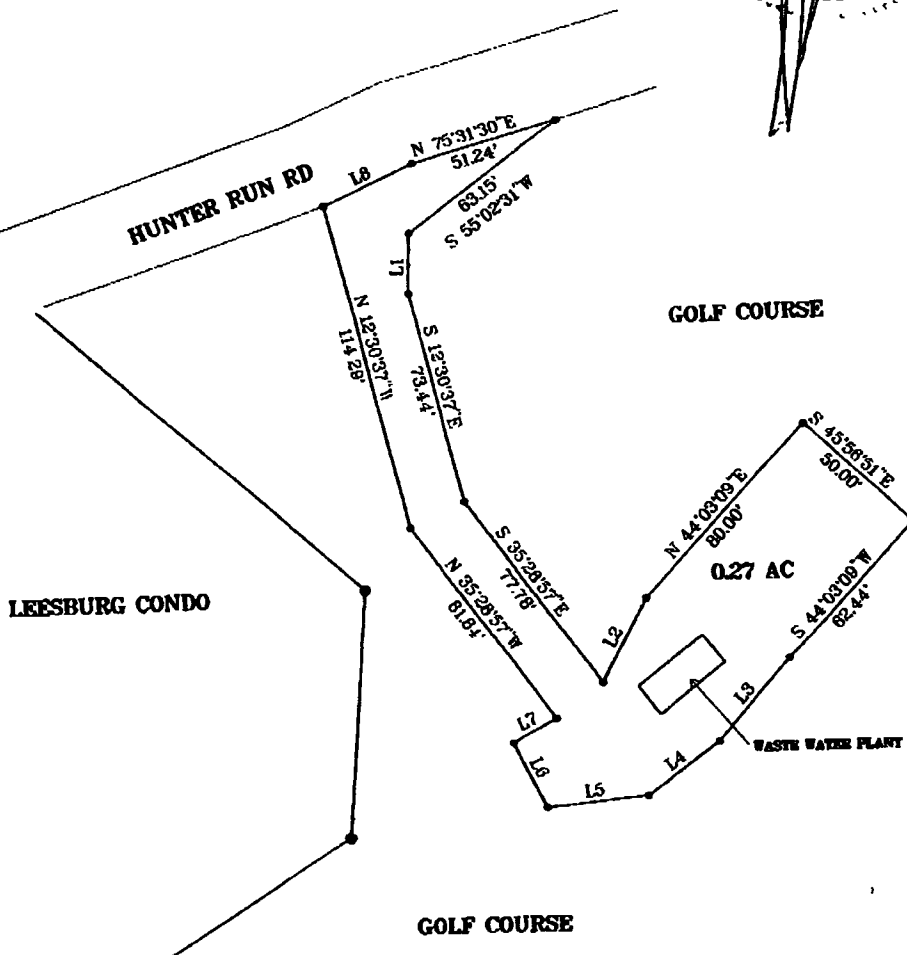 N 75°31'30"E
51.24'
L8
HUNTER RUN RD
63.15'
S 55°02'31"W
L1
N 12°30'37"W
114.29'
S 12°30'37"E
73.44'
GOLF COURSE
S 45°56'51"E
50.00'
N 44°03'09"E
80.00'
0.27 AC
S 44°03'09"W
62.44'
S 35°28'57"E
77.78'
N 35°28'57"W
81.64'
LEESBURG CONDO
L2
L3
L7
L4
WASTE WATER PLANT
L6
L5
GOLF COURSE